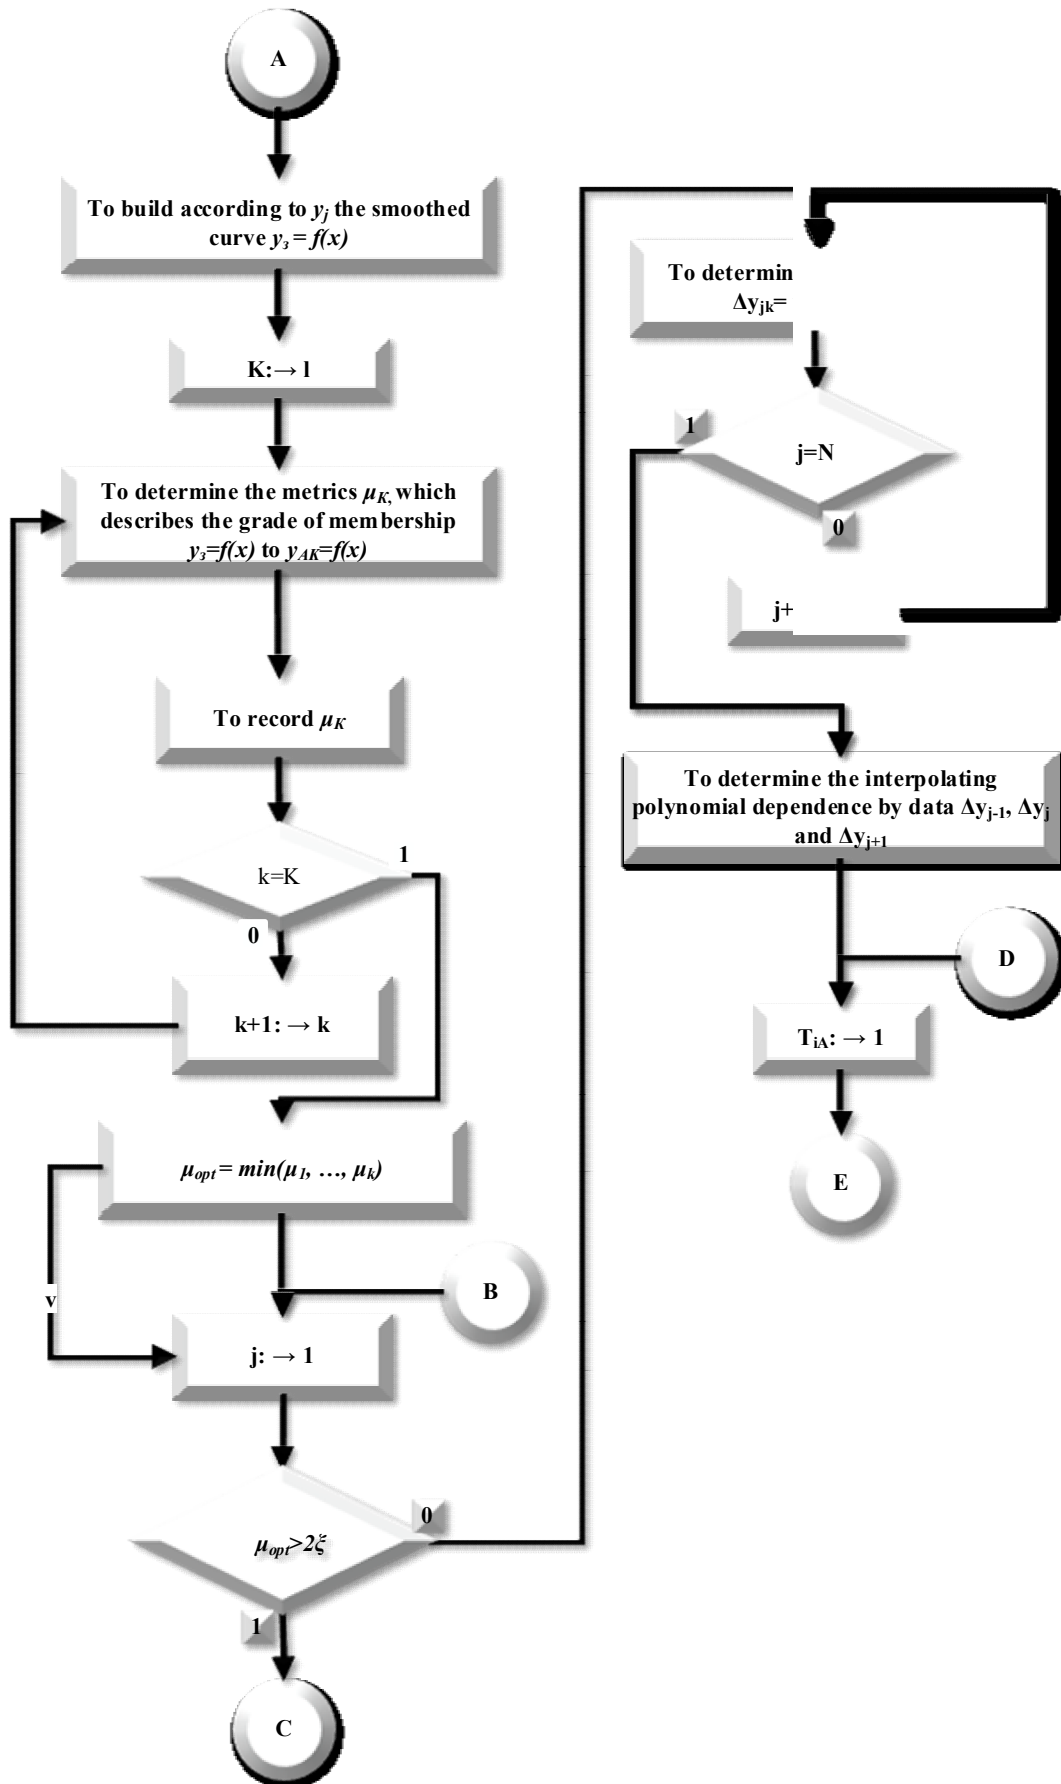 A
To build according to yj the smoothed
curve yз = f(x)
K:→ l
To determine the metrics μK, which
describes the grade of membership
yз=f(x) to yAK=f(x)
To record μK
k=K
1
0
k+1: → k
μopt = min(μ1, …, μk)
v
B
j: → 1
μopt>2ξ
0
1
C
To determin
Δyjk=
j=N
1
0
j+
To determine the interpolating
polynomial dependence by data Δyj-1, Δyj
and Δyj+1
D
TiA: → 1
E